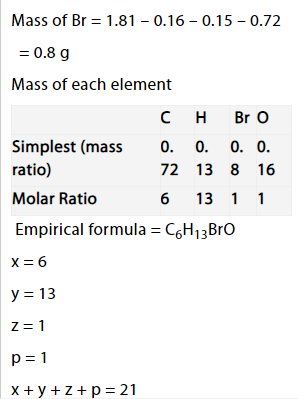 Mass of Br = 1.81 – 0.16 – 0.15 – 0.72
= 0.8 g
Mass of each element
C H Br O
Simplest (mass ratio) 0.72 0.13 0.8 0.16
Molar Ratio 6 13 1 1
Empirical formula = C₆H₁₃BrO
x = 6
y = 13
z = 1
p = 1
x + y + z + p = 21